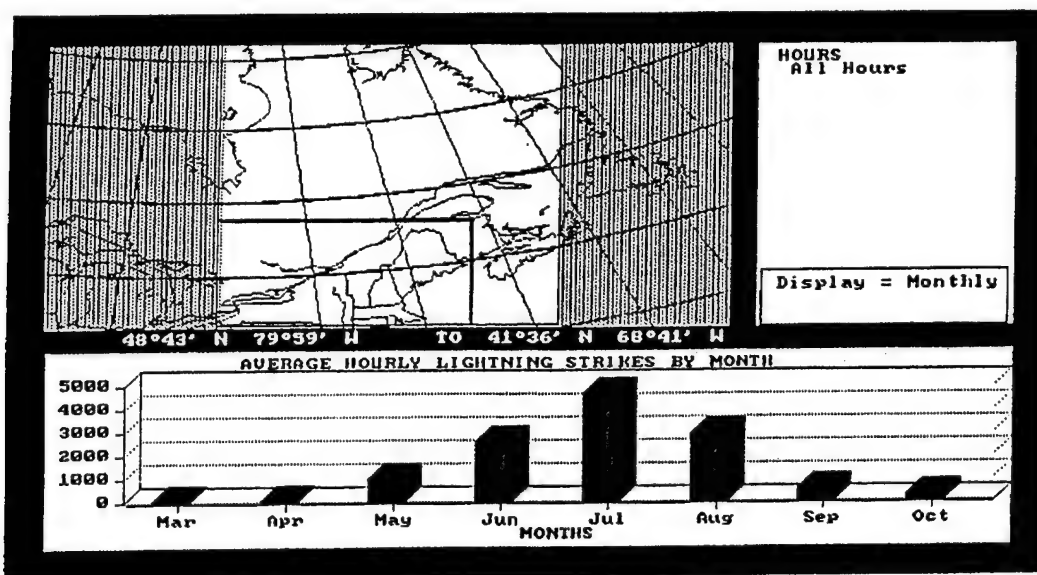 HOURS
All Hours
Display = Monthly
48°43' N 79°59' W TO 41°36' N 68°41' W
AVERAGE HOURLY LIGHTNING STRIKES BY MONTH
5000
4000
3000
2000
1000
0
Mar Apr May Jun Jul Aug Sep Oct
MONTHS